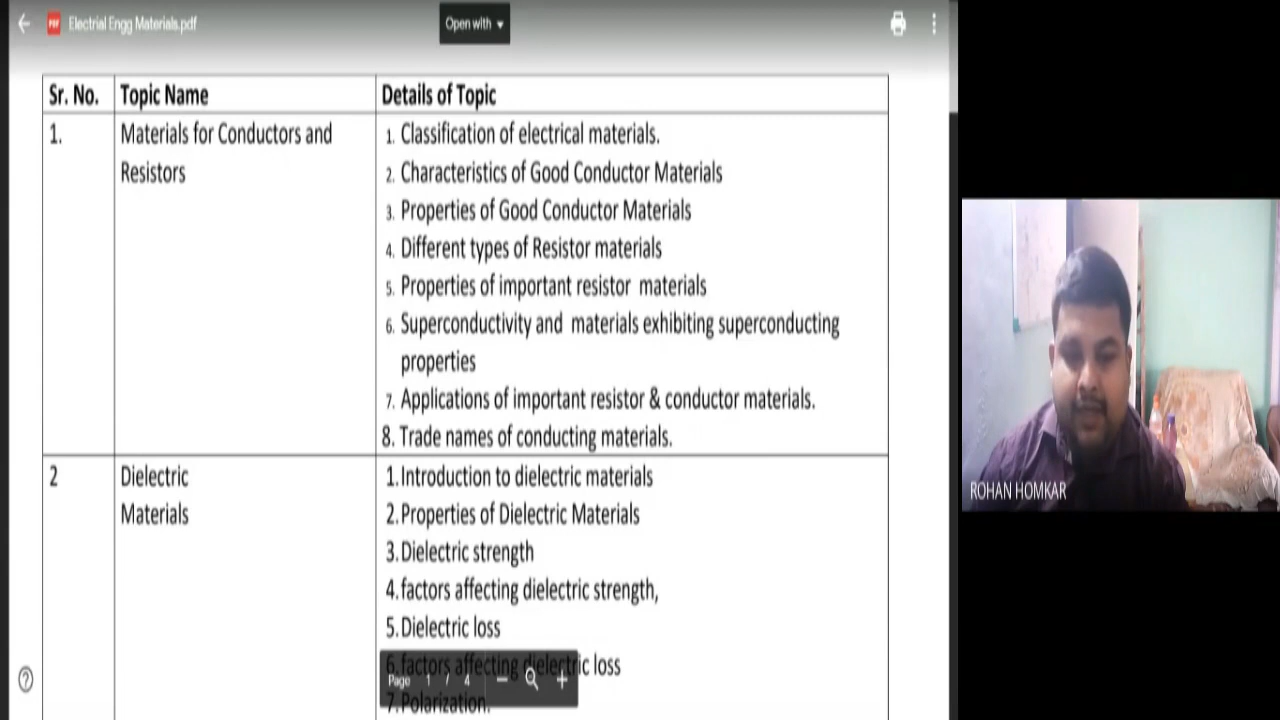 Electrial Engg Materials.pdf
Open with
Sr. No. Topic Name Details of Topic
1. Materials for Conductors and Resistors
1. Classification of electrical materials.
2. Characteristics of Good Conductor Materials
3. Properties of Good Conductor Materials
4. Different types of Resistor materials
5. Properties of important resistor materials
6. Superconductivity and materials exhibiting superconducting
properties
7. Applications of important resistor & conductor materials.
8. Trade names of conducting materials.
2 Dielectric
Materials
1.Introduction to dielectric materials
2.Properties of Dielectric Materials
3.Dielectric strength
4.factors affecting dielectric strength,
5.Dielectric loss
6.factors affecting dielectric loss
7.Polarization.
Page 1 / 4
ROHAN HOMKAR